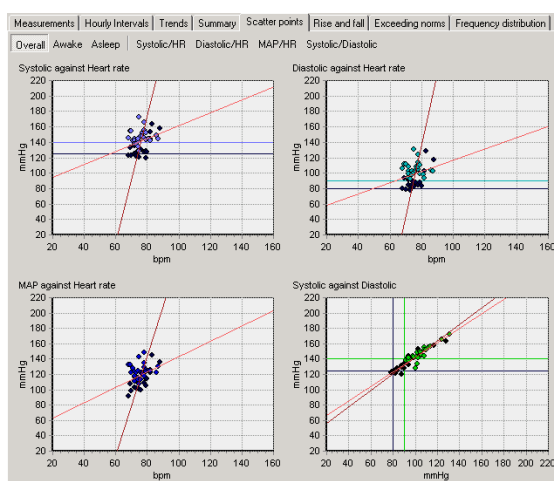 Measurements Hourly Intervals Trends Summary Scatter points Rise and fall Exceeding norms Frequency distribution
Overall Awake Asleep Systolic/HR Diastolic/HR MAP/HR Systolic/Diastolic
Systolic against Heart rate
220
200
180
160
140
120
100
80
60
40
20
mmHg
20 40 60 80 100 120 140 160
bpm
Diastolic against Heart rate
220
200
180
160
140
120
100
80
60
40
20
mmHg
20 40 60 80 100 120 140 160
bpm
MAP against Heart rate
220
200
180
160
140
120
100
80
60
40
20
mmHg
20 40 60 80 100 120 140 160
bpm
Systolic against Diastolic
220
200
180
160
140
120
100
80
60
40
20
mmHg
20 40 60 80 100 120 140 160 180 200 220
mmHg